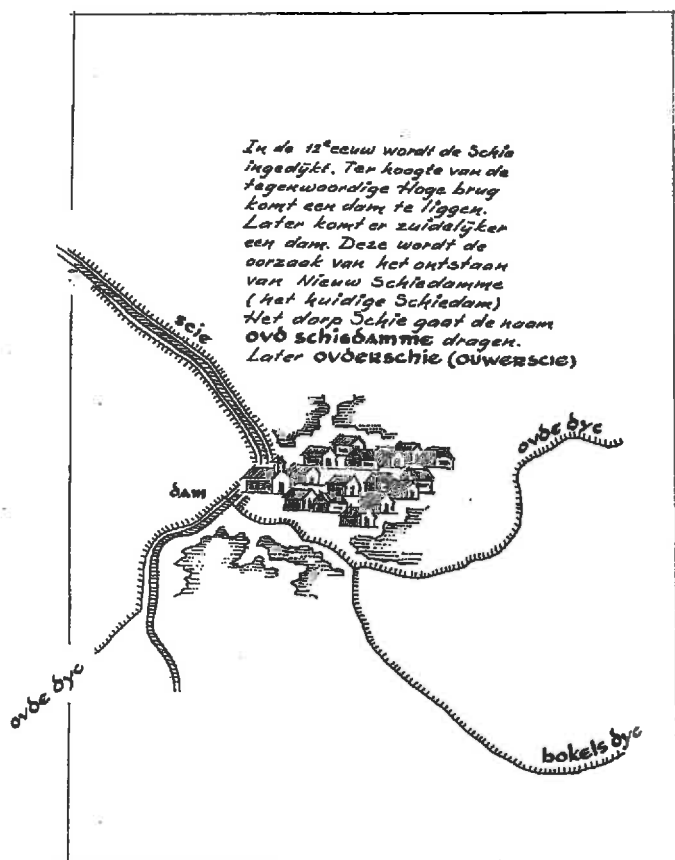 In de 12e eeuw wordt de Schie
ingedijkt. Ter hoogte van de
tegenwoordige Hoge brug
komt een dam te liggen.
Later komt er zuidelijker
een dam. Deze wordt de
oorzaak van het ontstaan
van Nieuw Schiedamme
(het huidige Schiedam)
Het dorp Schie gaat de naam
OVD SCHIEDAMME dragen.
Later OVDERSCHIE (OUWERSCIE)
scie
ovde dyc
dam
ovde dyc
bokels dyc